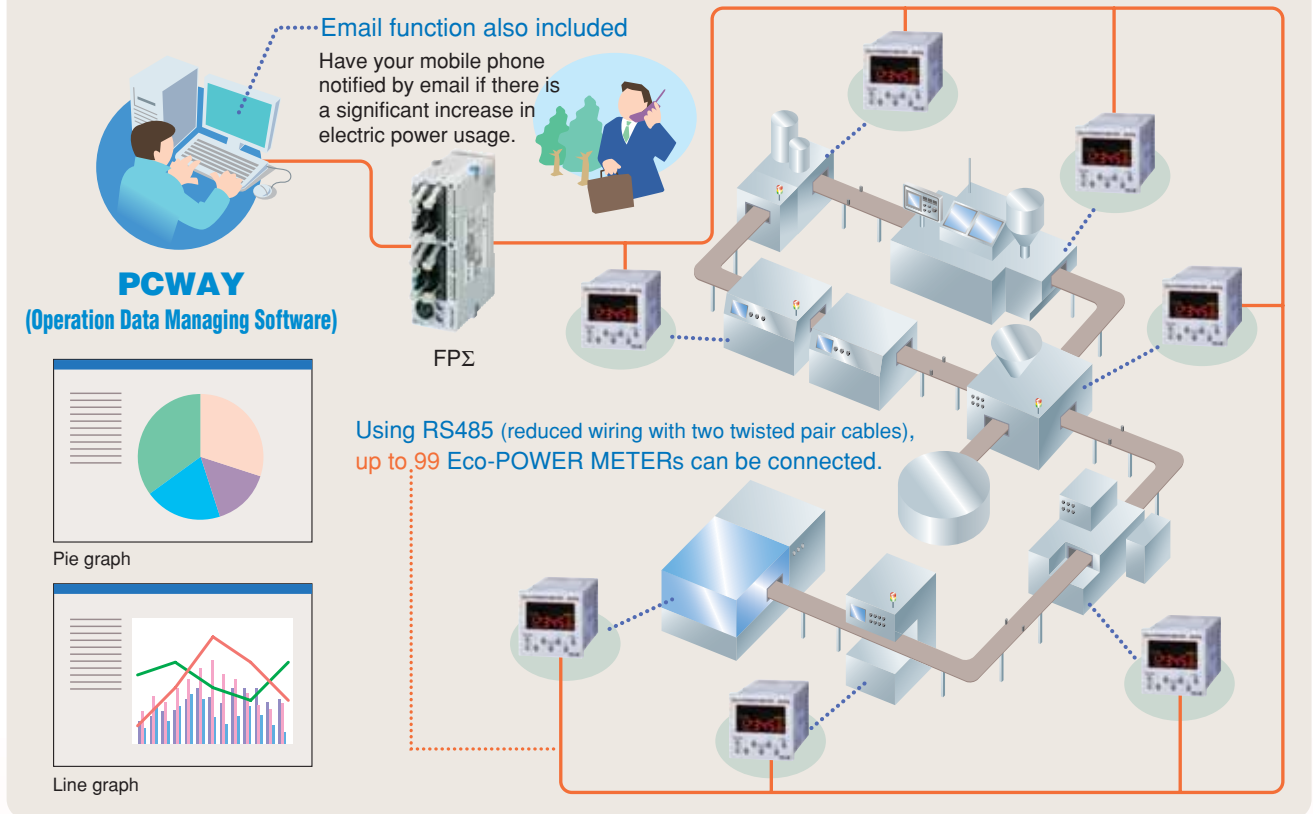 Email function also included
Have your mobile phone
notified by email if there is
a significant increase in
electric power usage.
PCWAY
(Operation Data Managing Software)
FPΣ
Pie graph
Using RS485 (reduced wiring with two twisted pair cables),
up to 99 Eco-POWER METERs can be connected.
Line graph